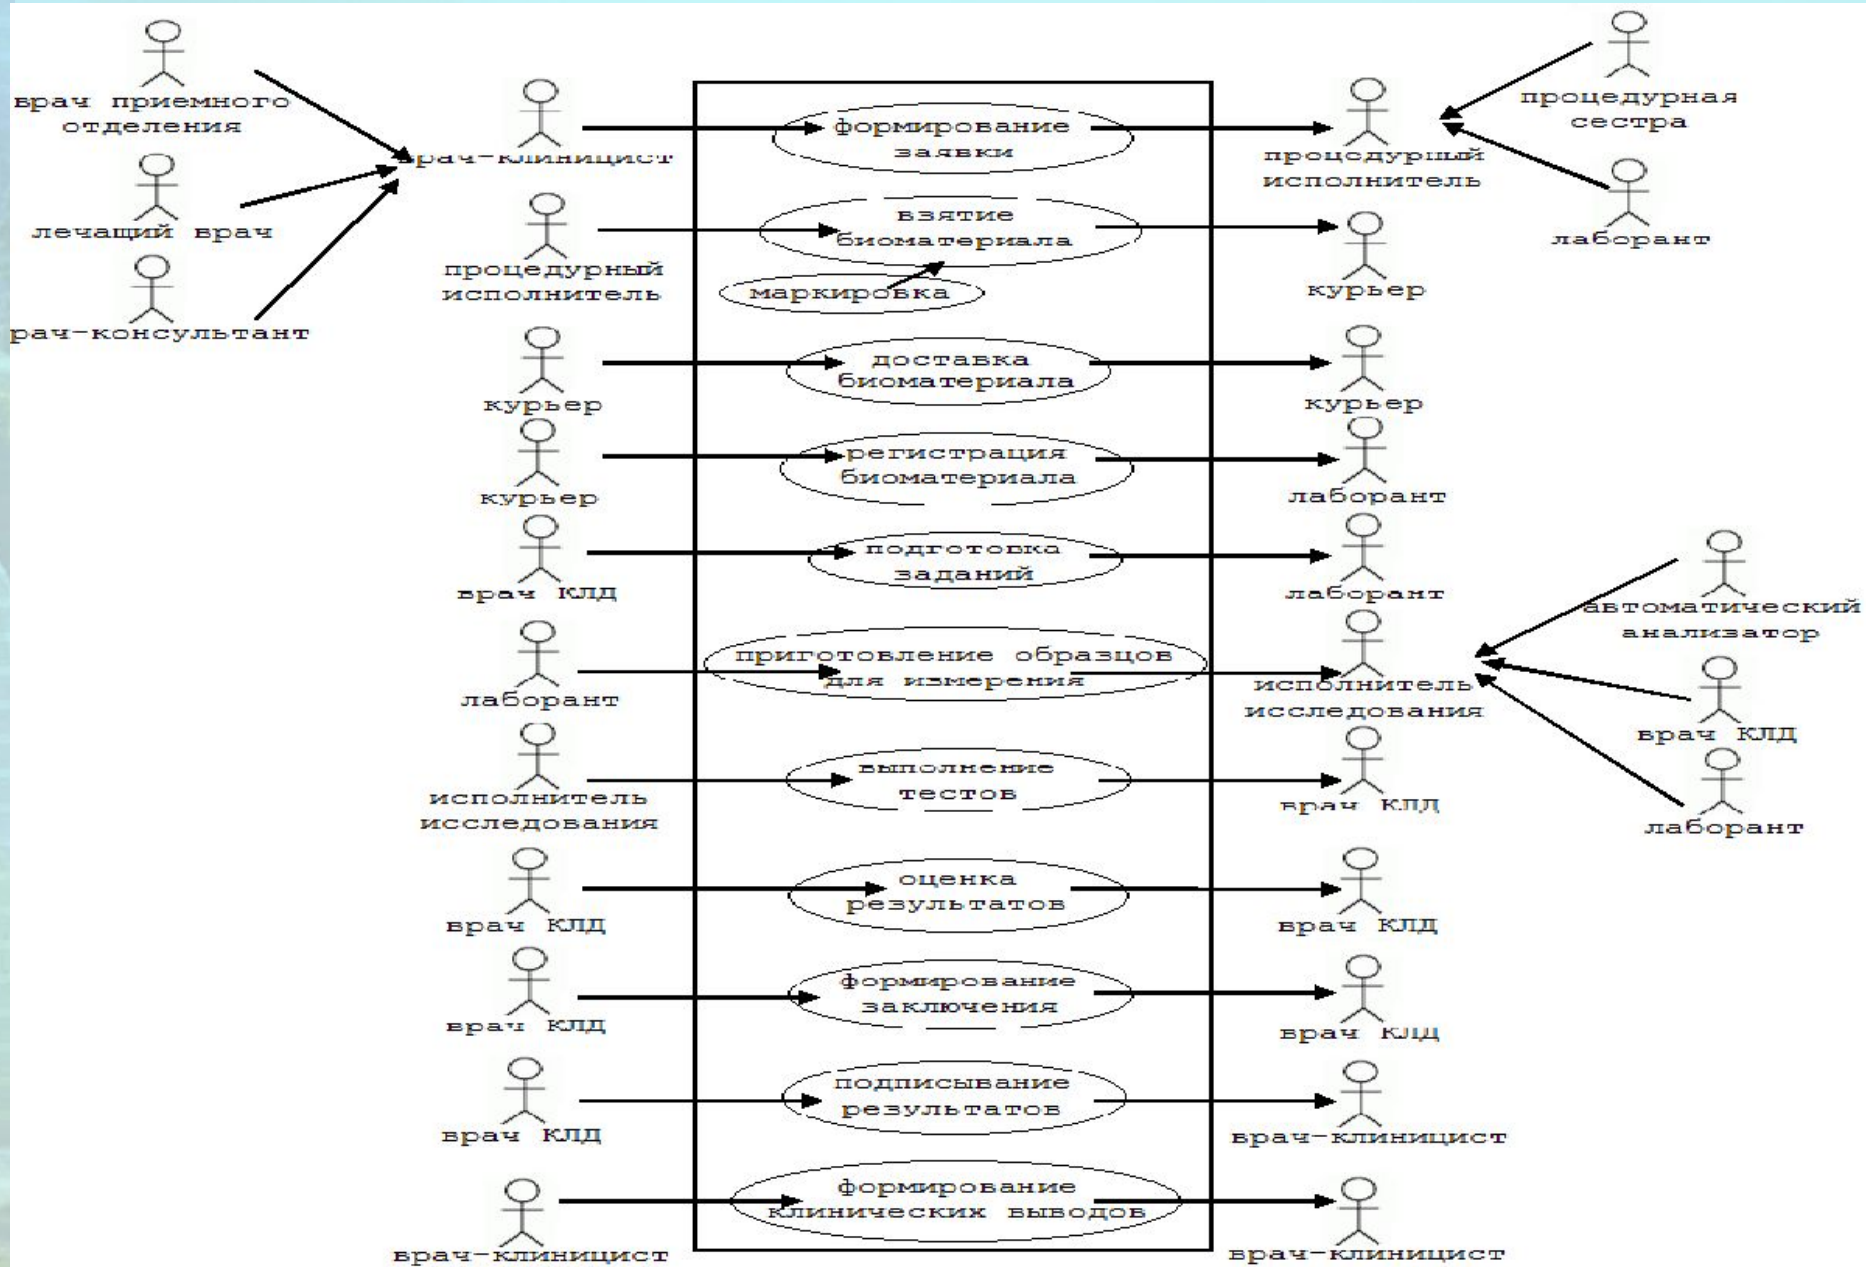 врач приемного
отделения
лечащий врач
рач-консультант
врач-клиницист
формирование
заявки
процедурный
исполнитель
процедурная
сестра
лаборант
процедурный
исполнитель
взятие
биоматериала
маркировка
курьер
курьер
доставка
биоматериала
курьер
курьер
регистрация
биоматериала
лаборант
врач КЛД
подготовка
заданий
лаборант
лаборант
приготовление образцов
для измерения
исполнитель
исследования
автоматический
анализатор
врач КЛД
лаборант
исполнитель
исследования
выполнение
тестов
врач КЛД
врач КЛД
оценка
результатов
врач КЛД
врач КЛД
формирование
заключения
врач КЛД
врач КЛД
подписывание
результатов
врач-клиницист
врач-клиницист
формирование
клинических выводов
врач-клиницист